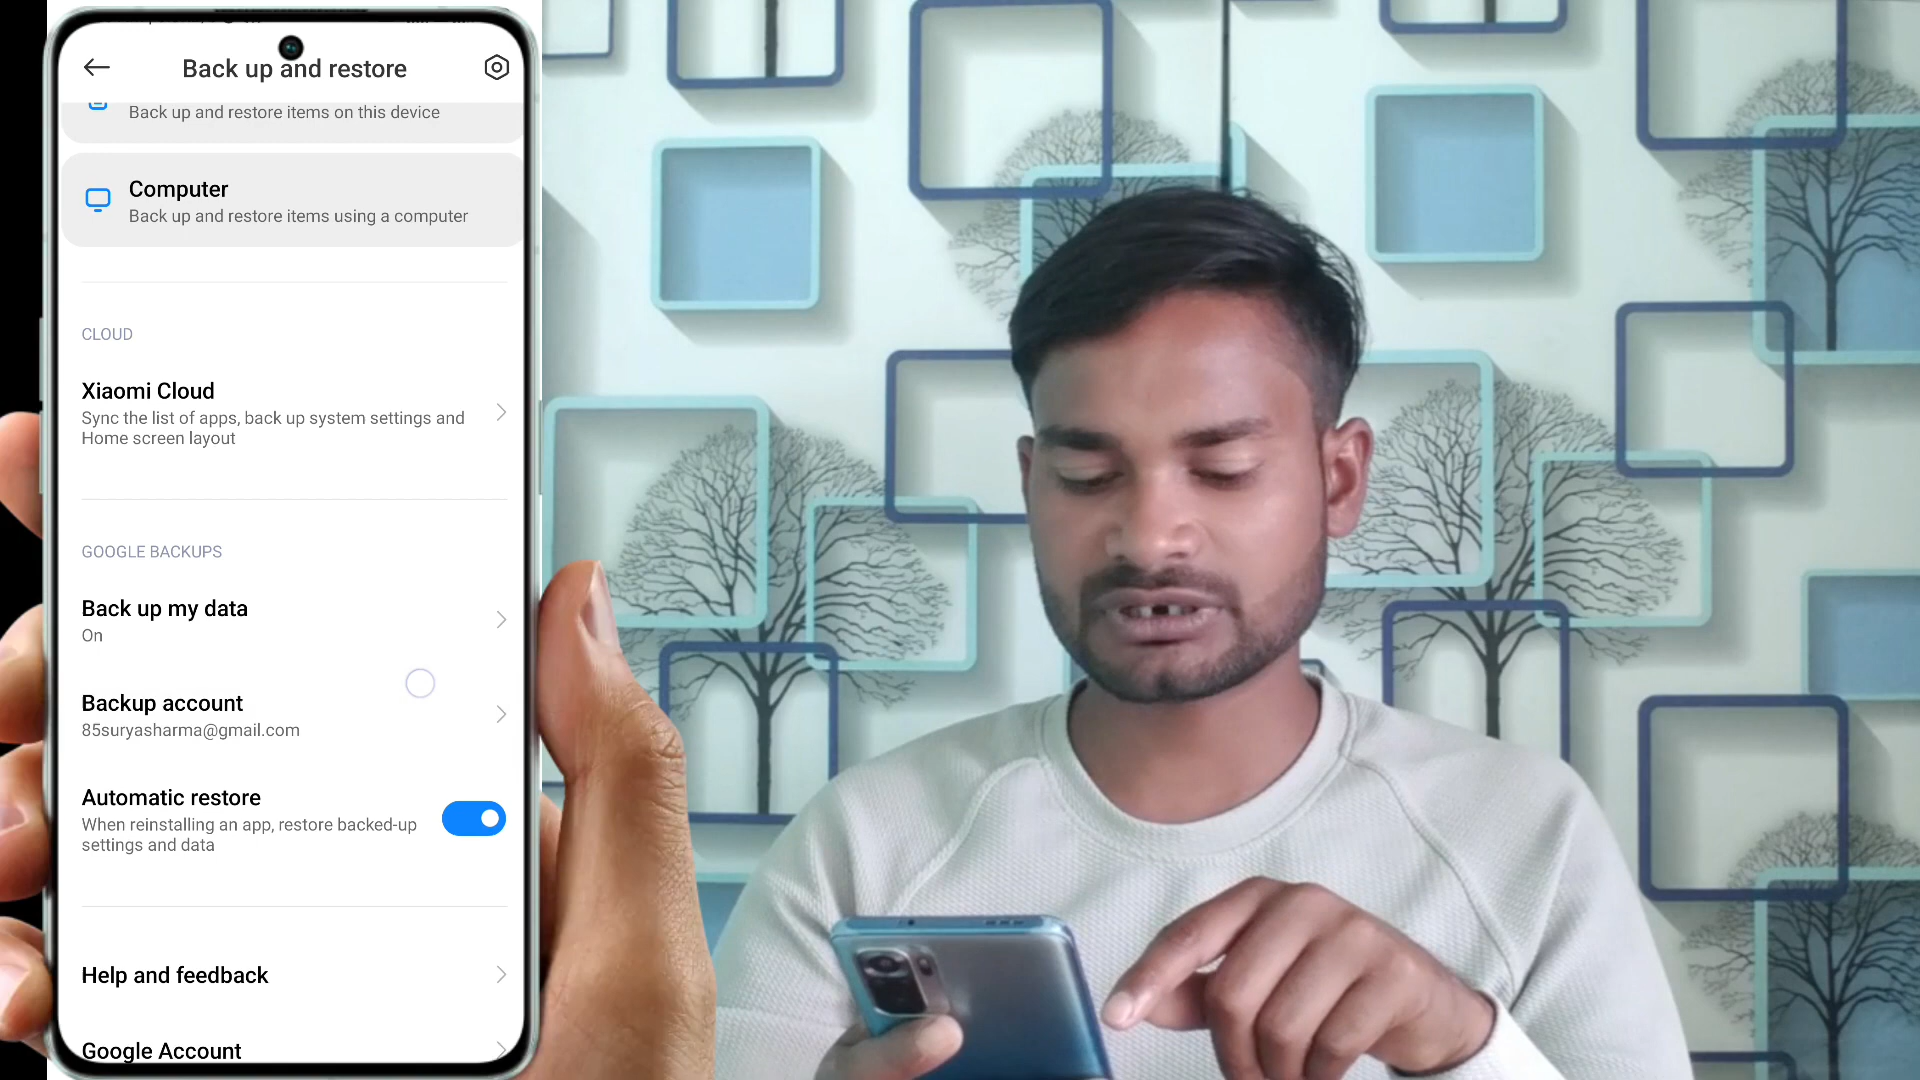 Back up and restore
Back up and restore items on this device
Computer
Back up and restore items using a computer
CLOUD
Xiaomi Cloud
Sync the list of apps, back up system settings and
Home screen layout
GOOGLE BACKUPS
Back up my data
On
Backup account
85suryasharma@gmail.com
Automatic restore
When reinstalling an app, restore backed-up
settings and data
Help and feedback
Google Account